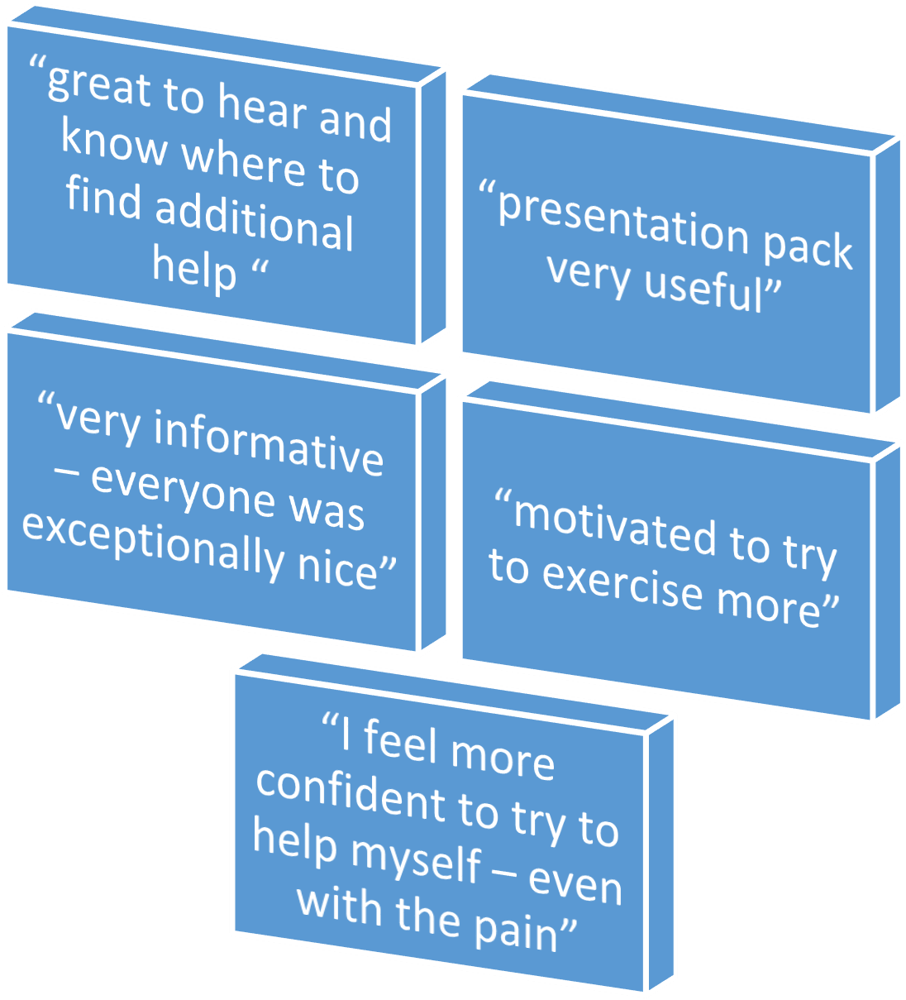 “great to hear and
know where to
find additional
help “
“presentation pack
very useful”
“very informative
– everyone was
exceptionally nice”
“motivated to try
to exercise more”
“I feel more
confident to try to
help myself – even
with the pain”